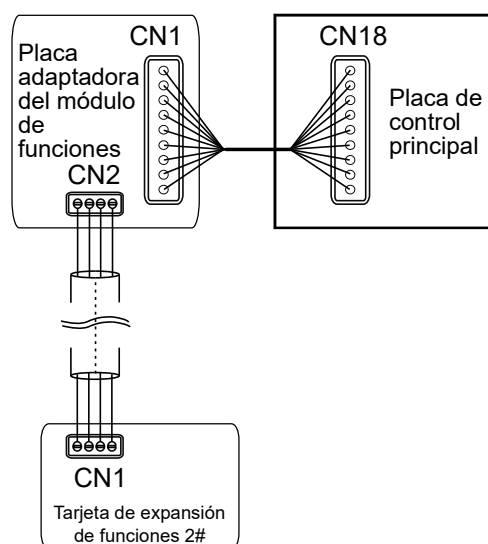 CN1
CN18
Placa
adaptadora
del módulo
de
funciones
Placa de
control
principal
CN2
CN1
Tarjeta de expansión
de funciones 2#